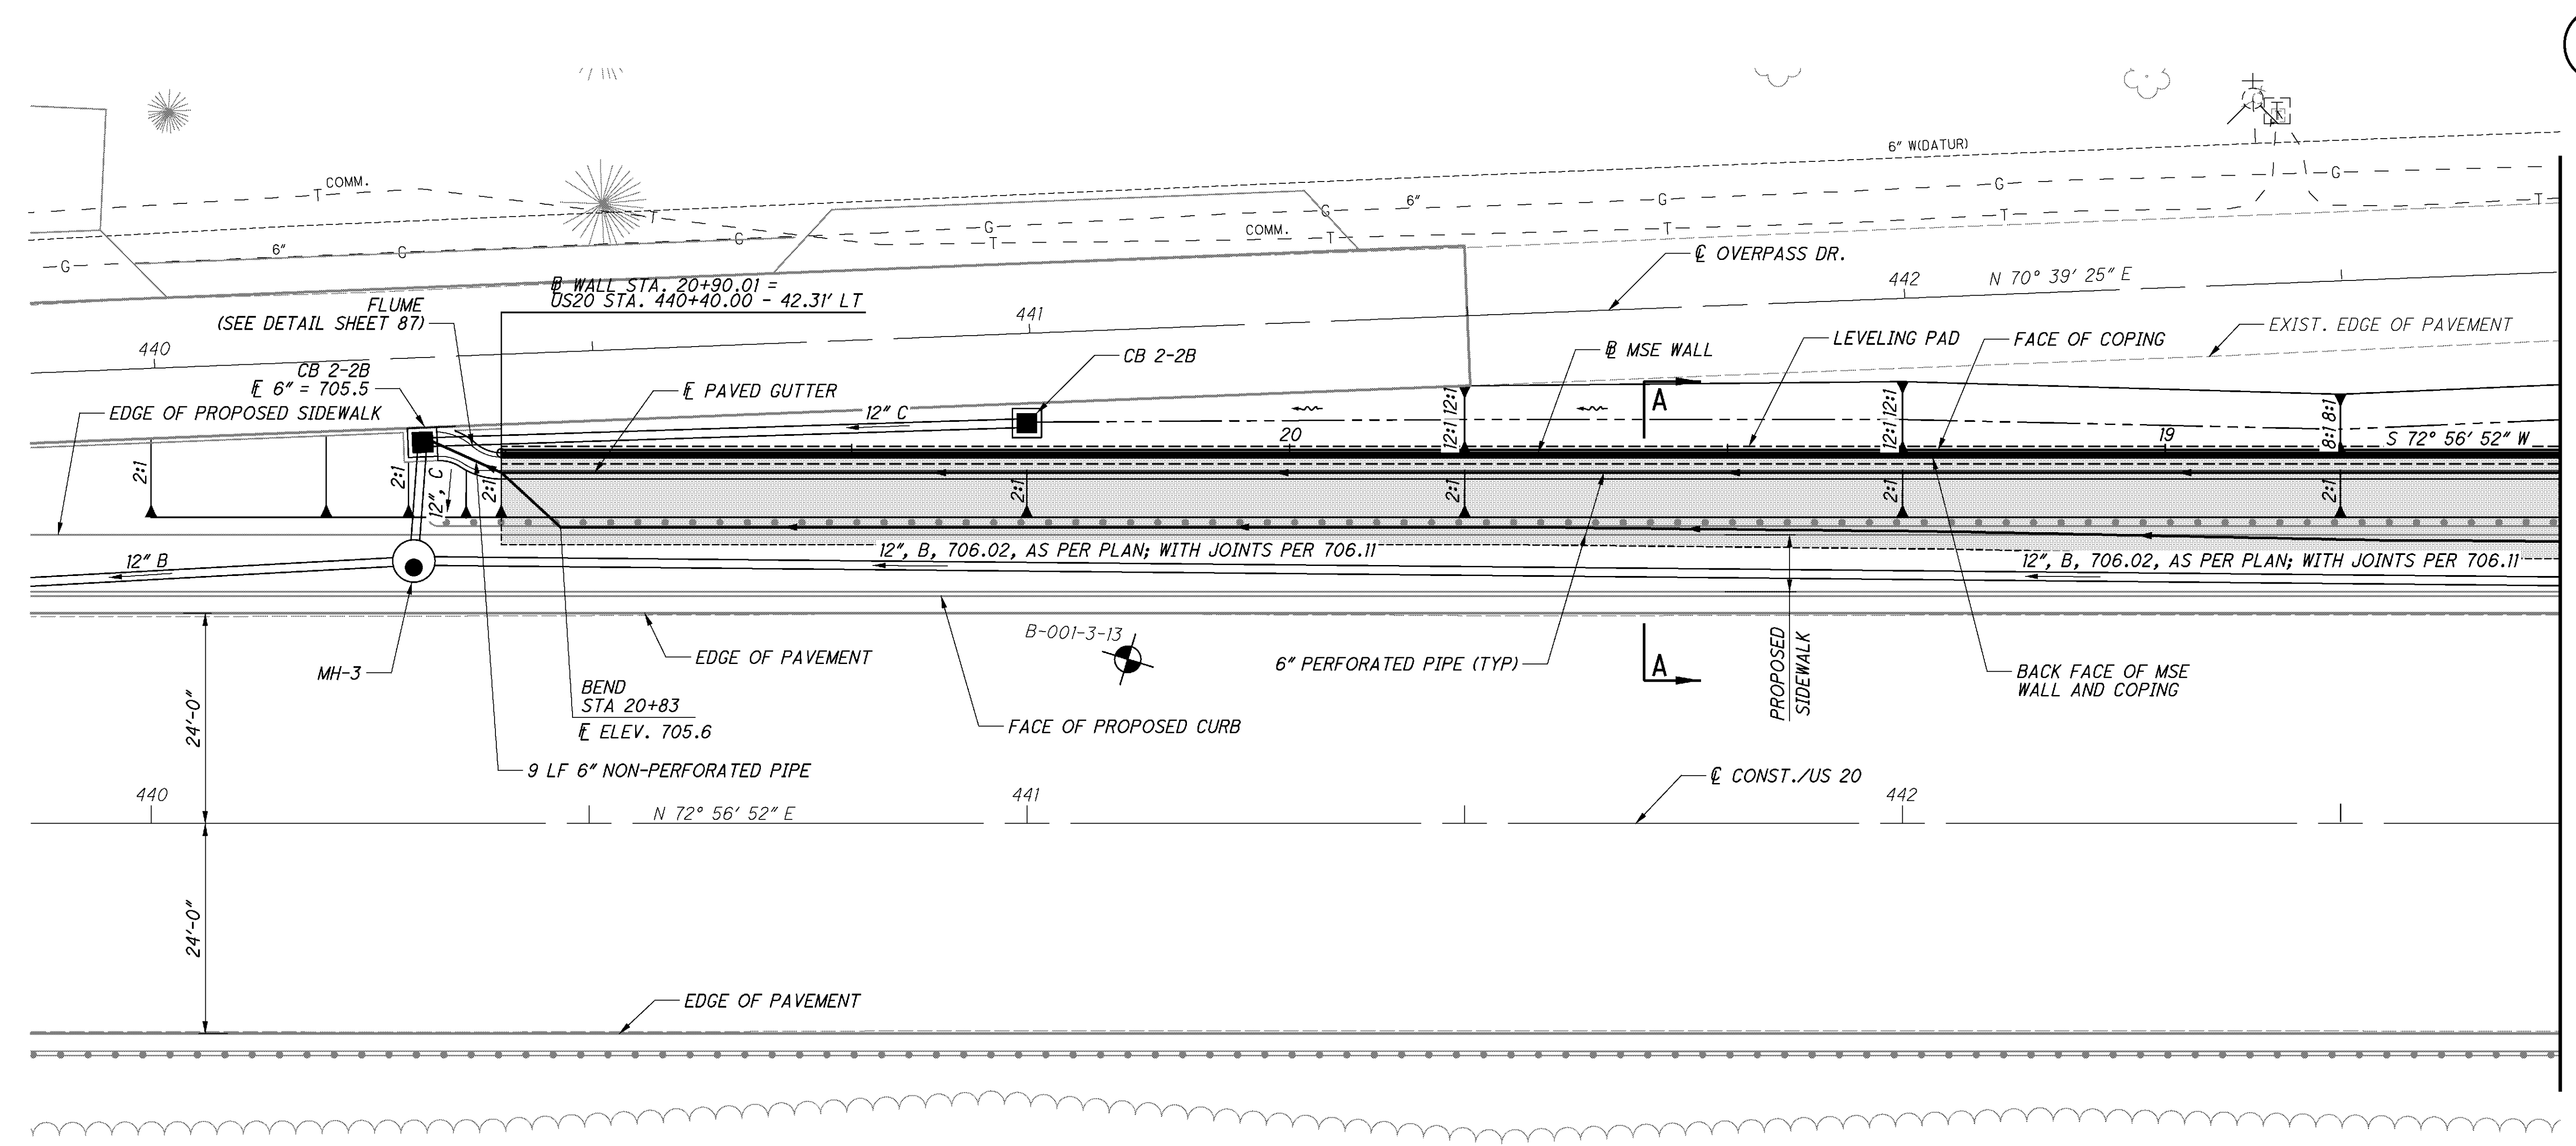 6" W(DATUR)
COMM.
T
G
6"
G
T
G
6"
G
T
COMM.
T
G
T
G
T
G
T
T
G
℄ OVERPASS DR.
442
N 70° 39' 25" E
BL WALL STA. 20+90.01 =
US20 STA. 440+40.00 - 42.31' LT
FLUME
(SEE DETAIL SHEET 87)
441
440
EXIST. EDGE OF PAVEMENT
LEVELING PAD
FACE OF COPING
BL MSE WALL
CB 2-2B
CB 2-2B
FL 6" = 705.5
℄ PAVED GUTTER
EDGE OF PROPOSED SIDEWALK
12" C
A
12:1 12:1
12:1 12:1
8:1 8:1
20
19
S 72° 56' 52" W
2:1
2:1
12", C
2:1
2:1
2:1
2:1
2:1
12" B
12", B, 706.02, AS PER PLAN; WITH JOINTS PER 706.11
12", B, 706.02, AS PER PLAN; WITH JOINTS PER 706.11
B-001-3-13
EDGE OF PAVEMENT
MH-3
6" PERFORATED PIPE (TYP)
A
PROPOSED
SIDEWALK
BACK FACE OF MSE
WALL AND COPING
BEND
STA 20+83
FL ELEV. 705.6
FACE OF PROPOSED CURB
24'-0"
9 LF 6" NON-PERFORATED PIPE
℄ CONST./US 20
440
441
442
N 72° 56' 52" E
24'-0"
EDGE OF PAVEMENT